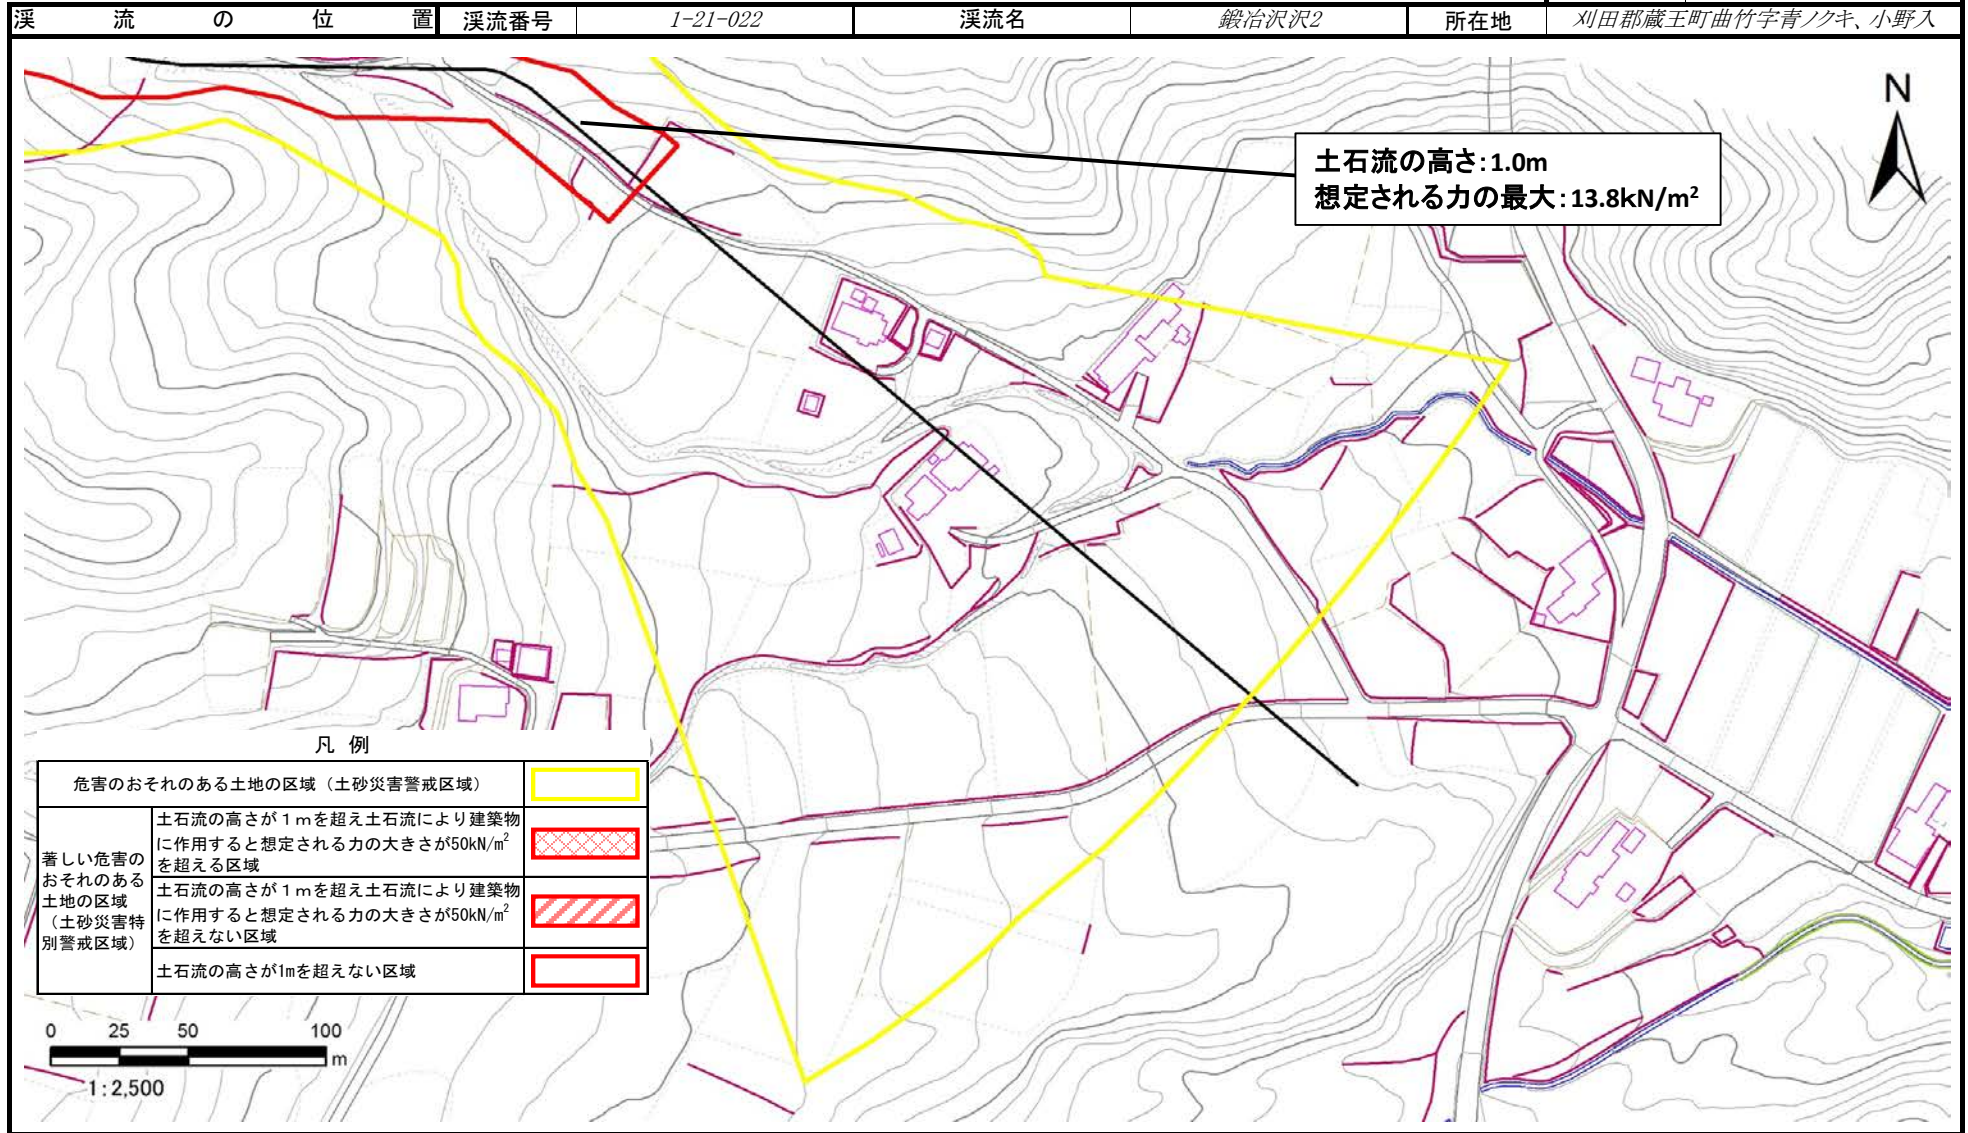 溪流の位置 溪流番号 1-21-022 溪流名 鍛冶沢沢2 所在地 刈田郡蔵王町曲竹字青ノクキ、小野入
N
土石流の高さ:1.0m
想定される力の最大:13.8kN/m²
凡 例
危害のおそれのある土地の区域（土砂災害警戒区域）
著しい危害の
おそれのある
土地の区域
（土砂災害特
別警戒区域）
土石流の高さが１ｍを超え土石流により建築物
に作用すると想定される力の大きさが50kN/m²
を超える区域
土石流の高さが１ｍを超え土石流により建築物
に作用すると想定される力の大きさが50kN/m²
を超えない区域
土石流の高さが1mを超えない区域
0 25 50 100
m
1:2,500